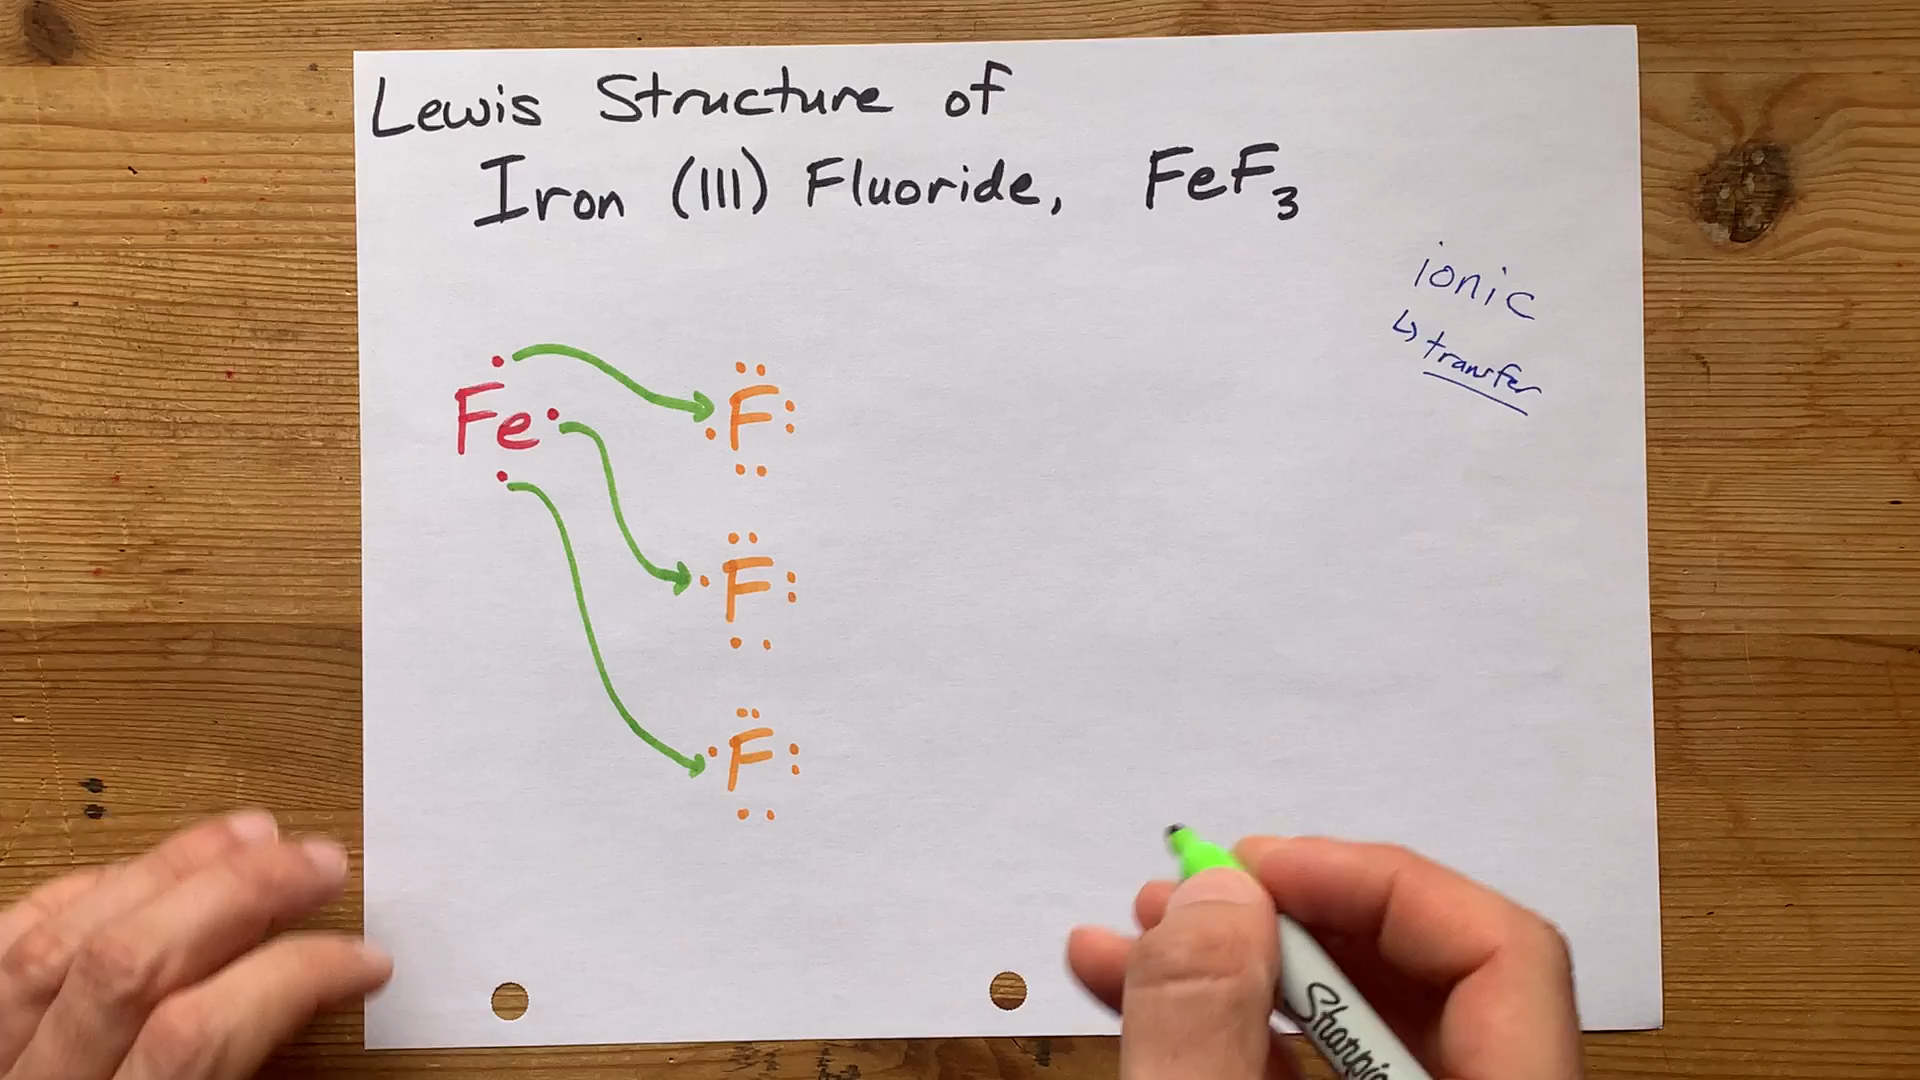 Lewis Structure of
Iron (III) Fluoride, FeF₃
ionic
↳ transfer
Fe
F
F
F
Sharpie